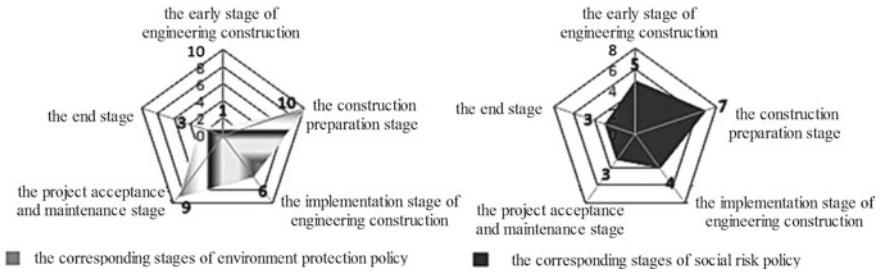 the early stage of
engineering construction
10
8
6
4
2
0
1
10
the construction
preparation stage
6
the implementation stage of
engineering construction
9
the project acceptance
and maintenance stage
3
the end stage
the corresponding stages of environment protection policy
the early stage of
engineering construction
8
6
4
5
7
the construction
preparation stage
4
the implementation stage of
engineering construction
3
the project acceptance
and maintenance stage
3
the end stage
the corresponding stages of social risk policy